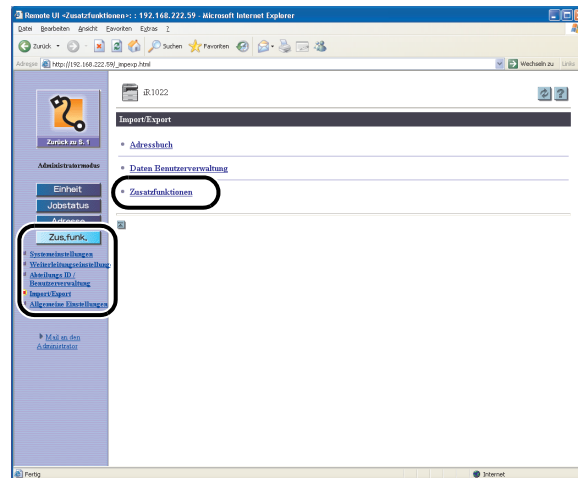 Remote UI <Zusatzfunktionen>: : 192.168.222.59 - Microsoft Internet Explorer
Datei Bearbeiten Ansicht Favoriten Extras ?
Zurück Suchen Favoriten
Adresse http://192.168.222.59/_impexp.html Wechseln zu Links
iR1022
Zurück zu S. 1
Import/Export
Adressbuch
Administratormodus
Daten Benutzerverwaltung
Einheit
Zusatzfunktionen
Jobstatus
Adresse
Zus,funk,
Systemeinstellungen
Weiterleitungseinstellung
Abteilungs ID /
Benutzerverwaltung
Import/Export
Allgemeine Einstellungen
Mail an den
Administrator
Fertig Internet